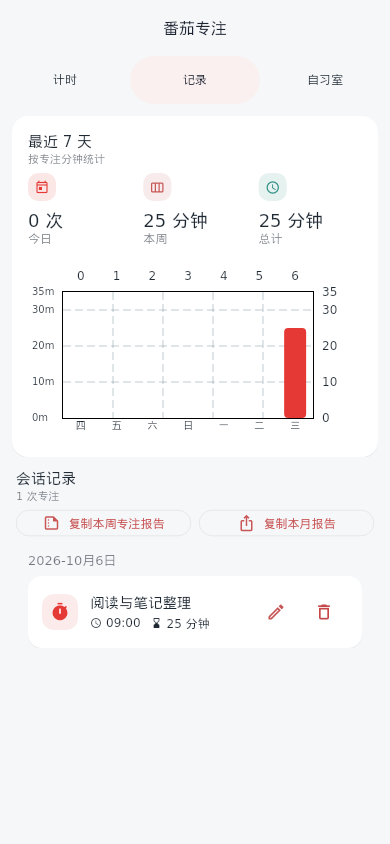 番茄专注
计时 记录 自习室
最近 7 天
按专注分钟统计
0 次 25 分钟 25 分钟
今日 本周 总计
0 1 2 3 4 5 6
35m 35
30m 30
20m 20
10m 10
0m 0
四 五 六 日 一 二 三
会话记录
1 次专注
复制本周专注报告 复制本月报告
2026-10月6日
阅读与笔记整理
09:00 25 分钟